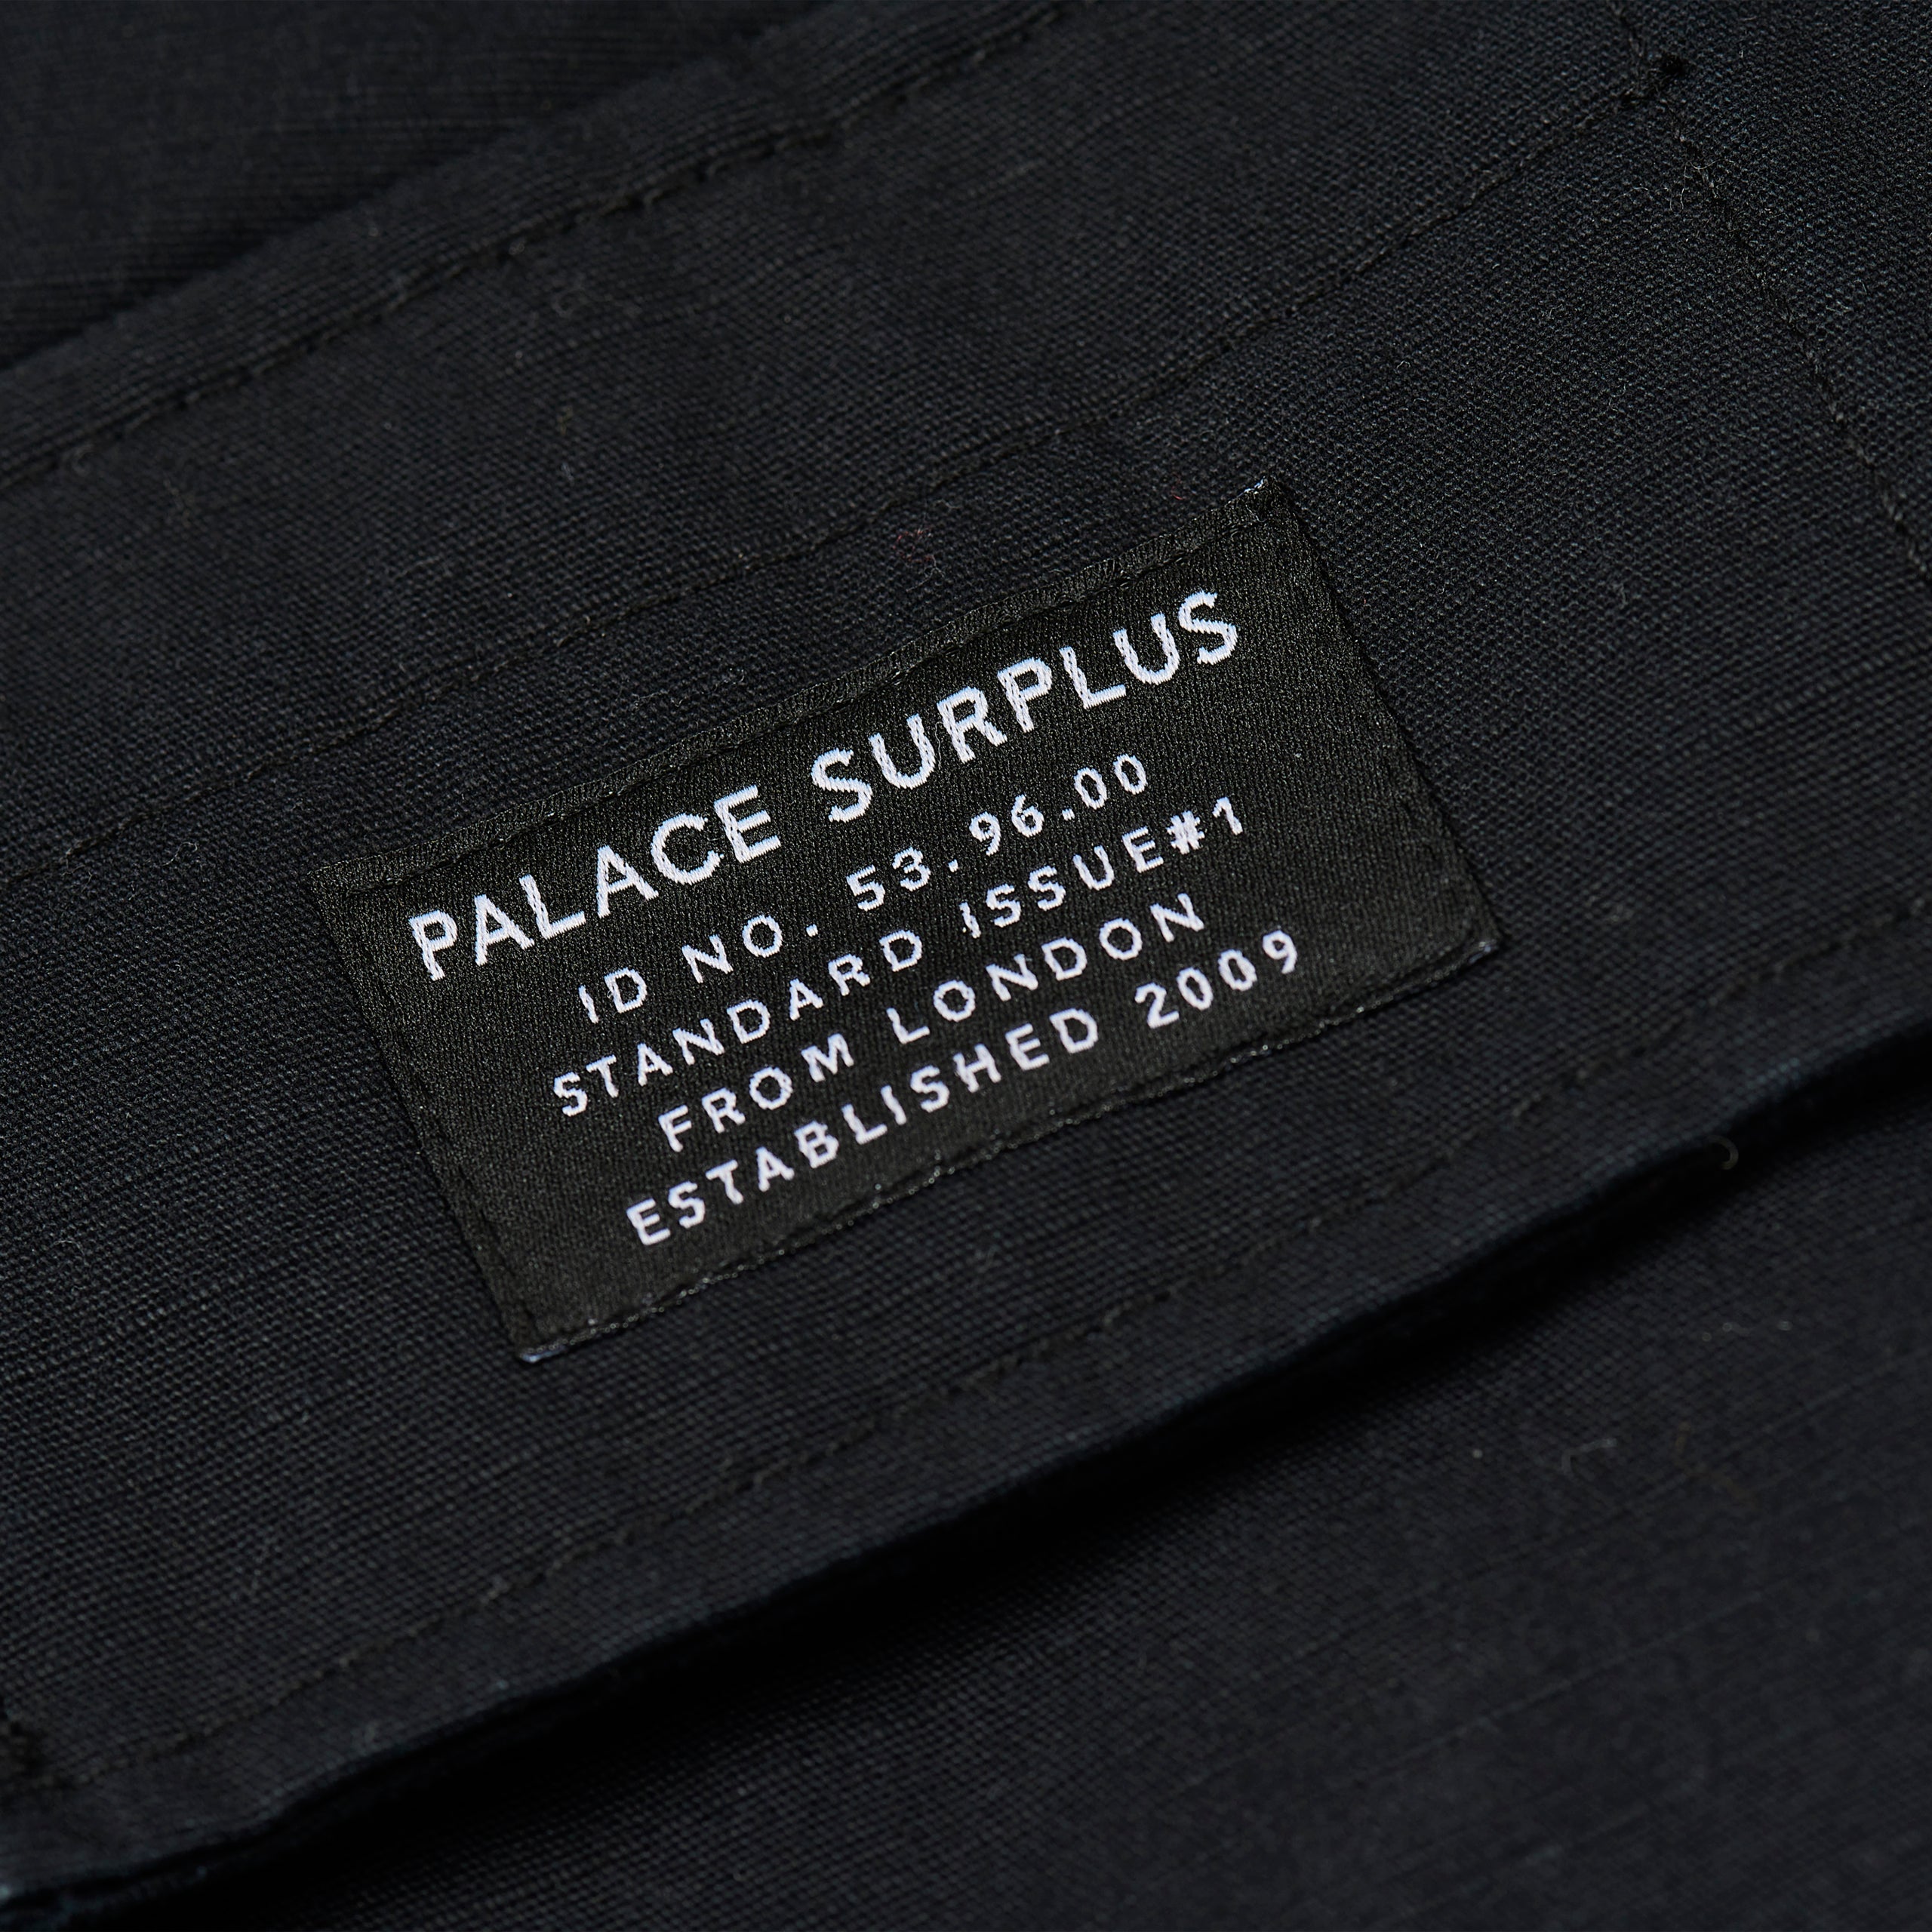 PALACE SURPLUS
ID NO. 53.96.00
STANDARD ISSUE#1
FROM LONDON
ESTABLISHED 2009